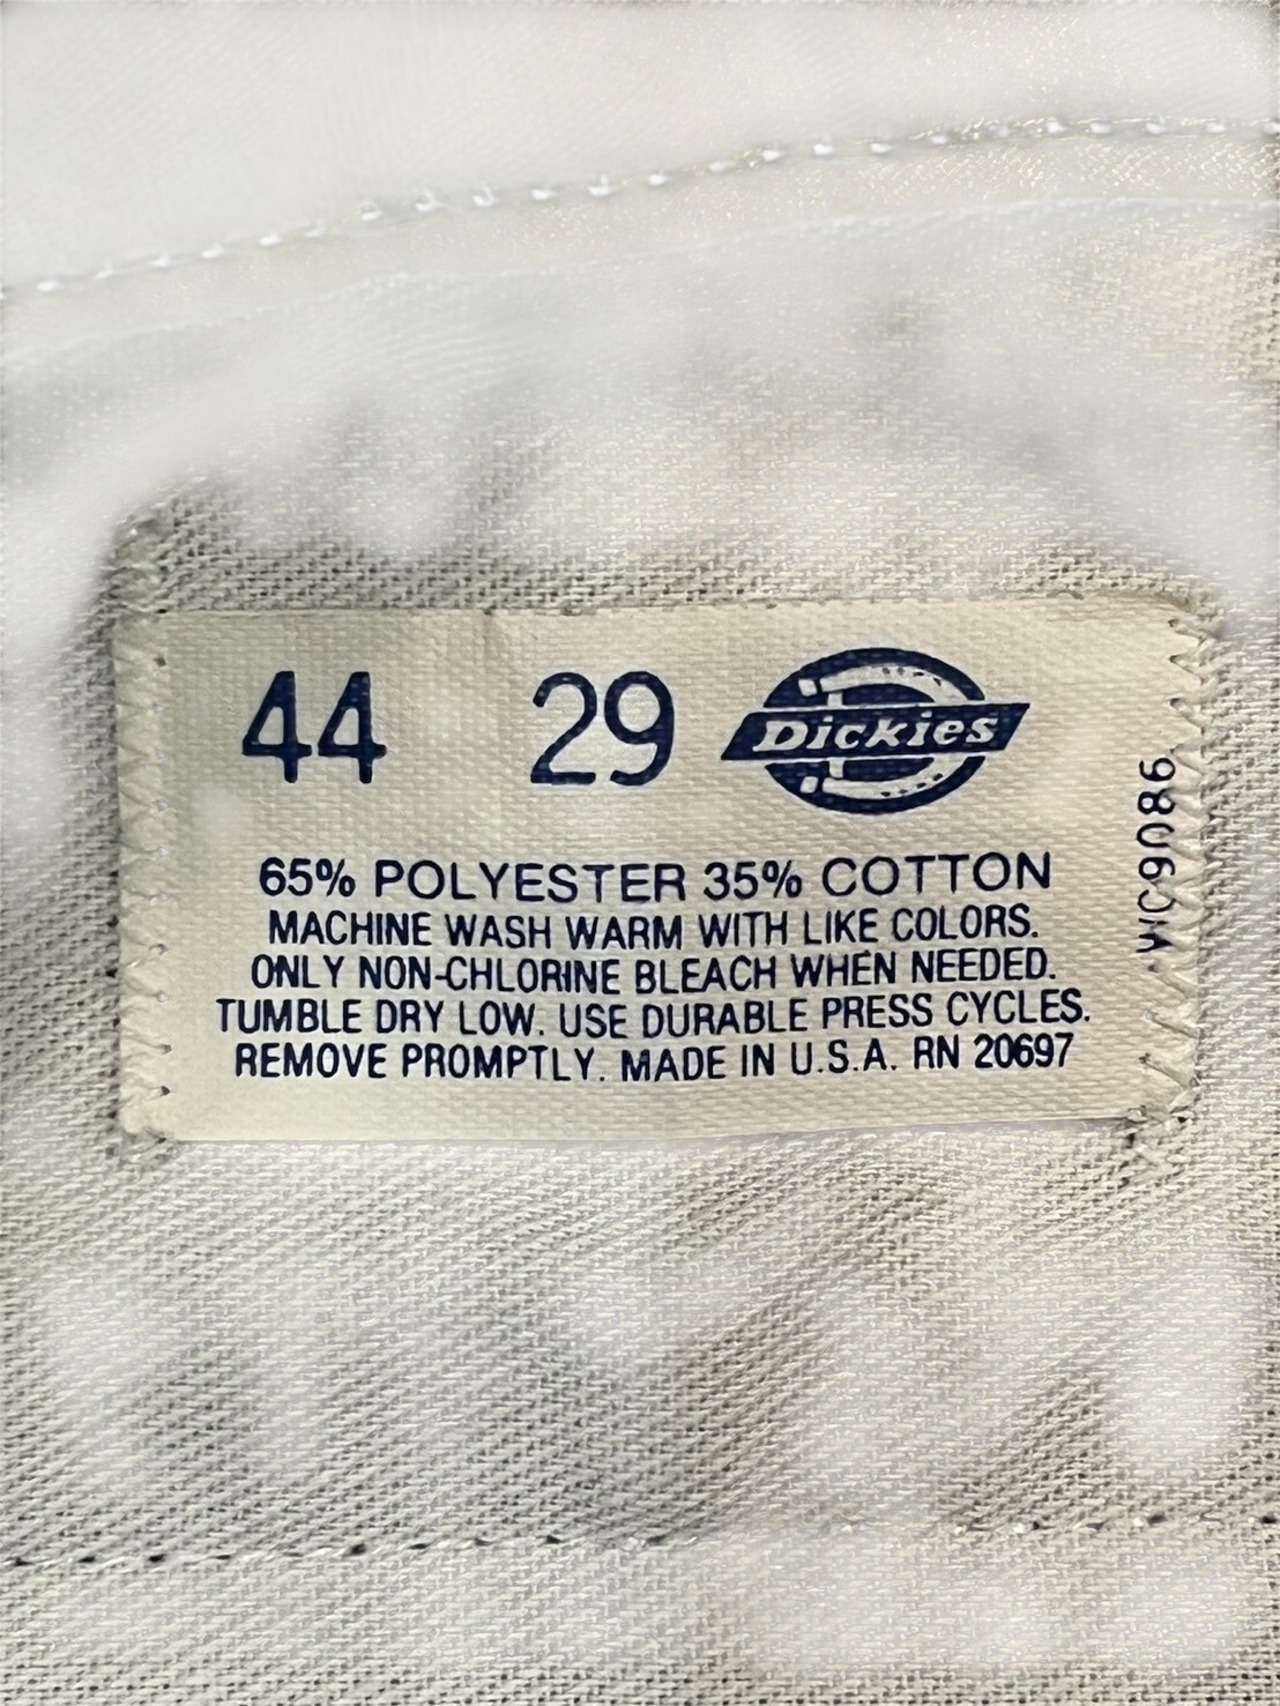 44 29 Dickies
65% POLYESTER 35% COTTON
MACHINE WASH WARM WITH LIKE COLORS.
ONLY NON-CHLORINE BLEACH WHEN NEEDED.
TUMBLE DRY LOW. USE DURABLE PRESS CYCLES.
REMOVE PROMPTLY. MADE IN U.S.A. RN 20697